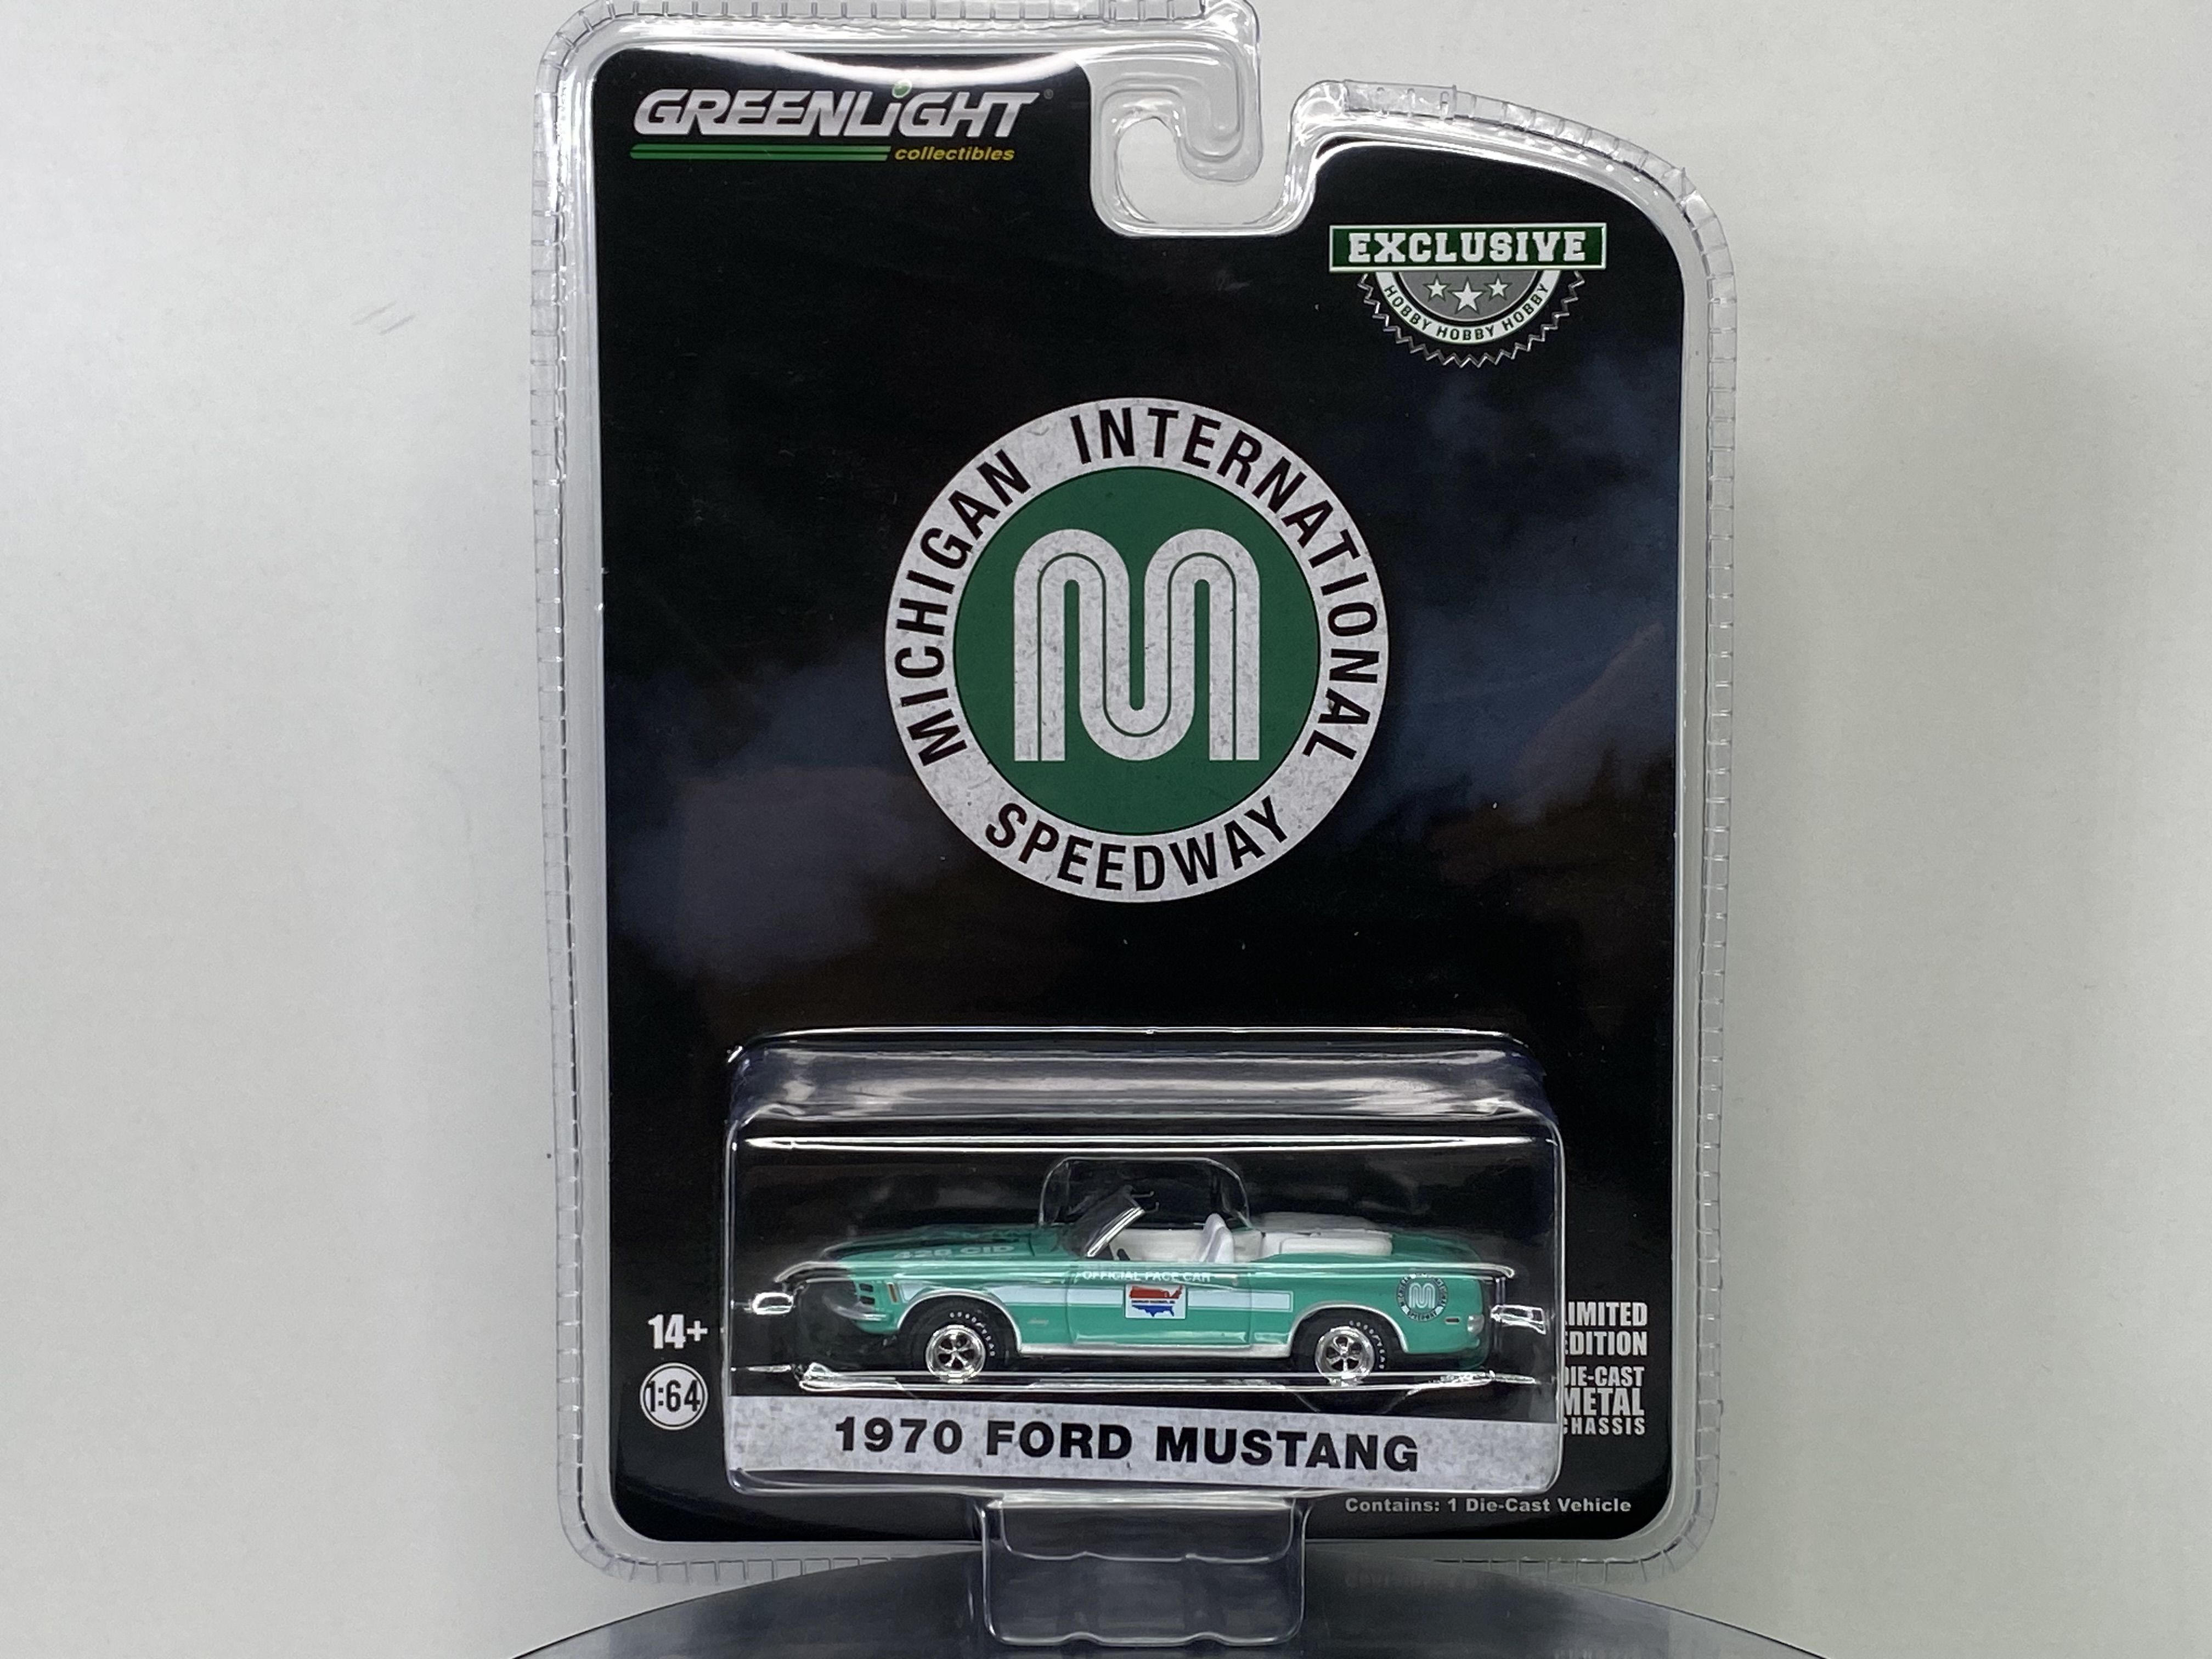 GREENLiGHT®
collectibles
EXCLUSIVE
HOBBY HOBBY HOBBY
MICHIGAN INTERNATIONAL
SPEEDWAY
428 CID
OFFICIAL PACE CAR
14+
1:64
IMITED
EDITION
DIE-CAST
METAL
CHASSIS
1970 FORD MUSTANG
Contains: 1 Die-Cast Vehicle